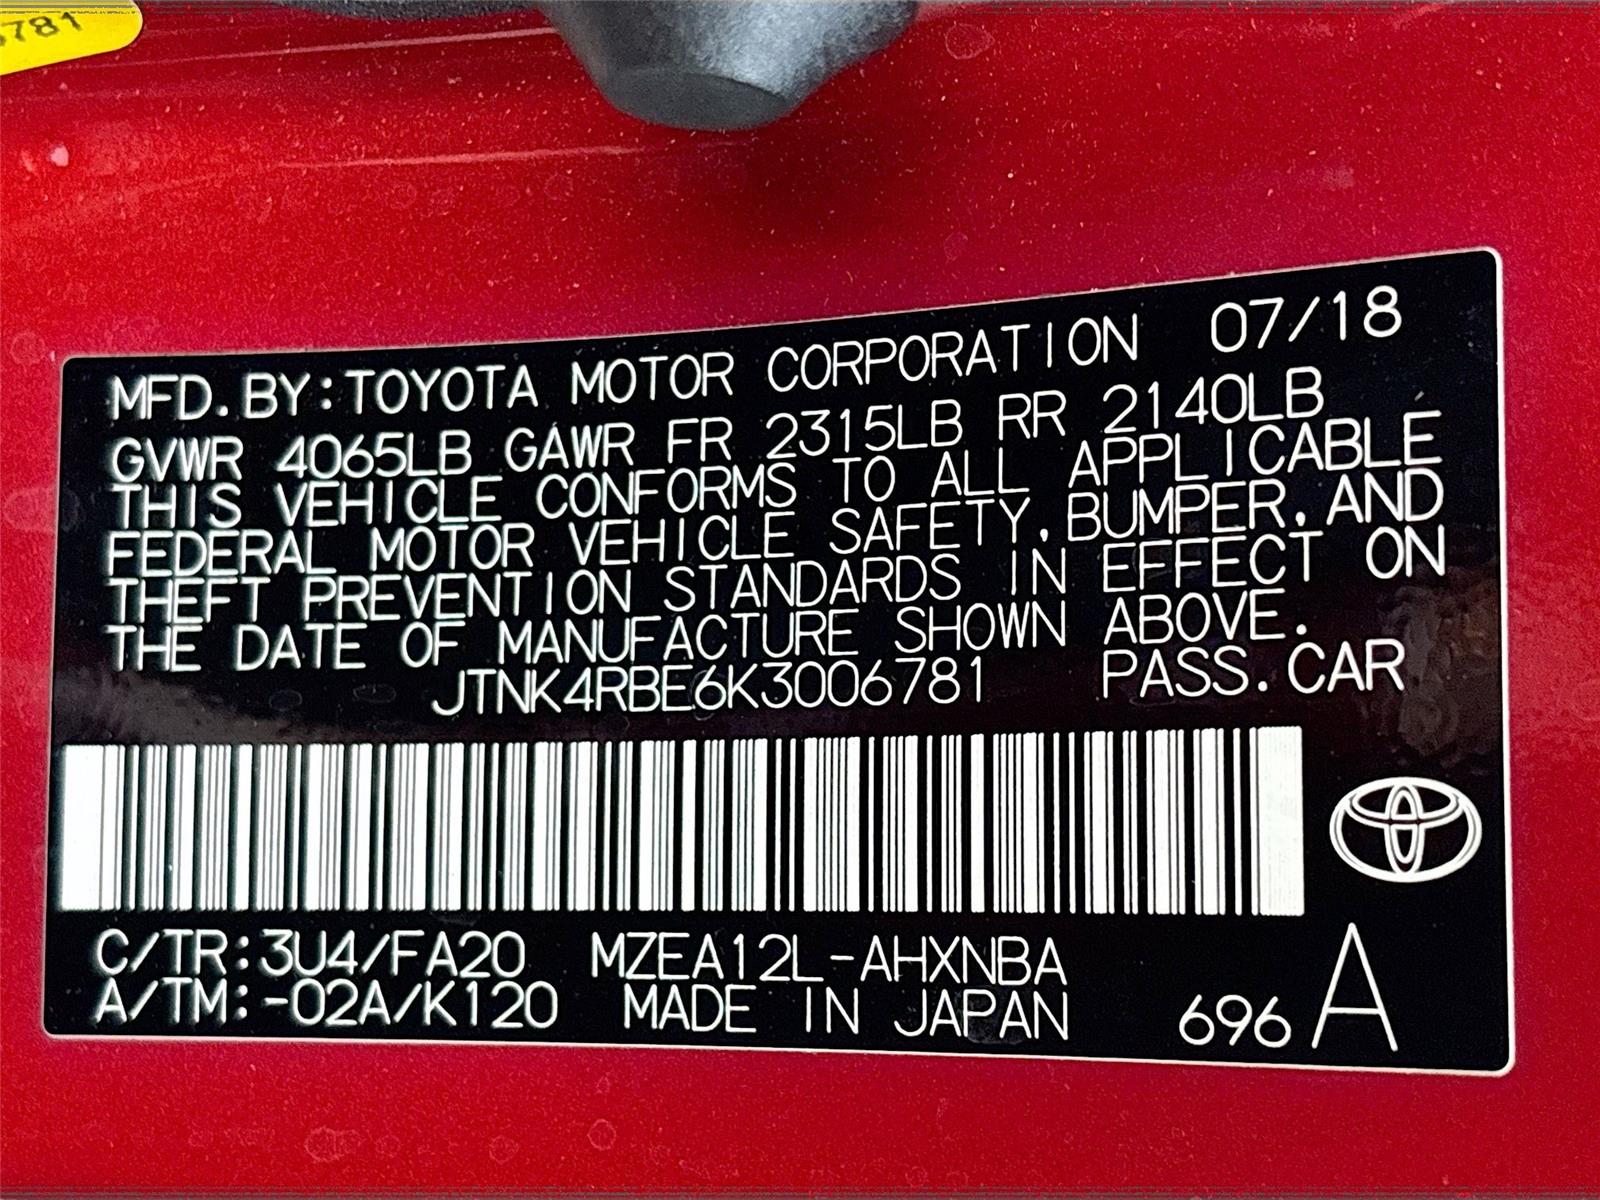 6781
MFD. BY: TOYOTA MOTOR CORPORATION 07/18
GVWR 4065LB GAWR FR 2315LB RR 2140LB
THIS VEHICLE CONFORMS TO ALL APPLICABLE
FEDERAL MOTOR VEHICLE SAFETY, BUMPER, AND
THEFT PREVENTION STANDARDS IN EFFECT ON
THE DATE OF MANUFACTURE SHOWN ABOVE.
JTNK4RBE6K3006781 PASS. CAR
C/TR: 3U4/FA20 MZEA12L-AHXNBA
A/TM: -02A/K120 MADE IN JAPAN 696 A